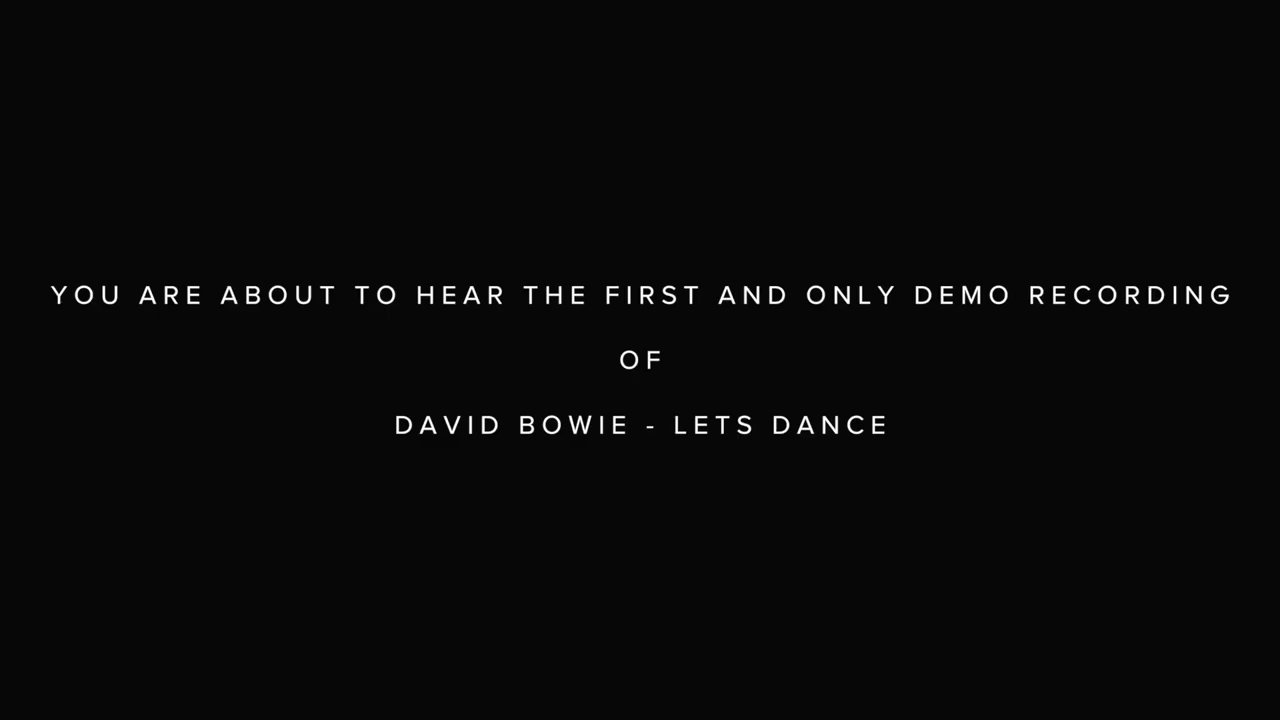 YOU ARE ABOUT TO HEAR THE FIRST AND ONLY DEMO RECORDING
OF
DAVID BOWIE - LETS DANCE